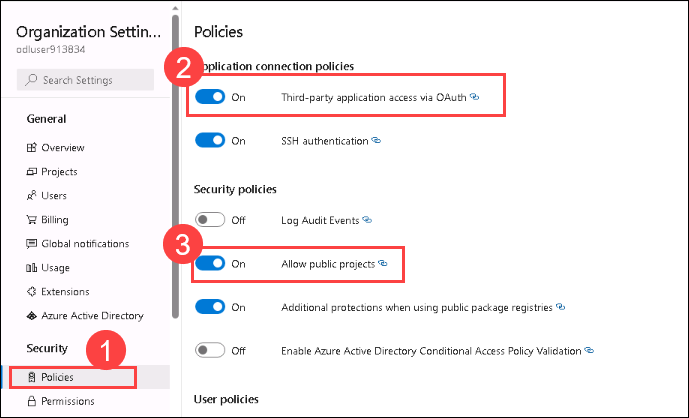 Organization Settin...
odluser913834
Search Settings
General
Overview
Projects
Users
Billing
Global notifications
Usage
Extensions
Azure Active Directory
Security
1
Policies
Permissions
Policies
2
Application connection policies
On Third-party application access via OAuth
On SSH authentication
Security policies
Off Log Audit Events
3
On Allow public projects
On Additional protections when using public package registries
Off Enable Azure Active Directory Conditional Access Policy Validation
User policies